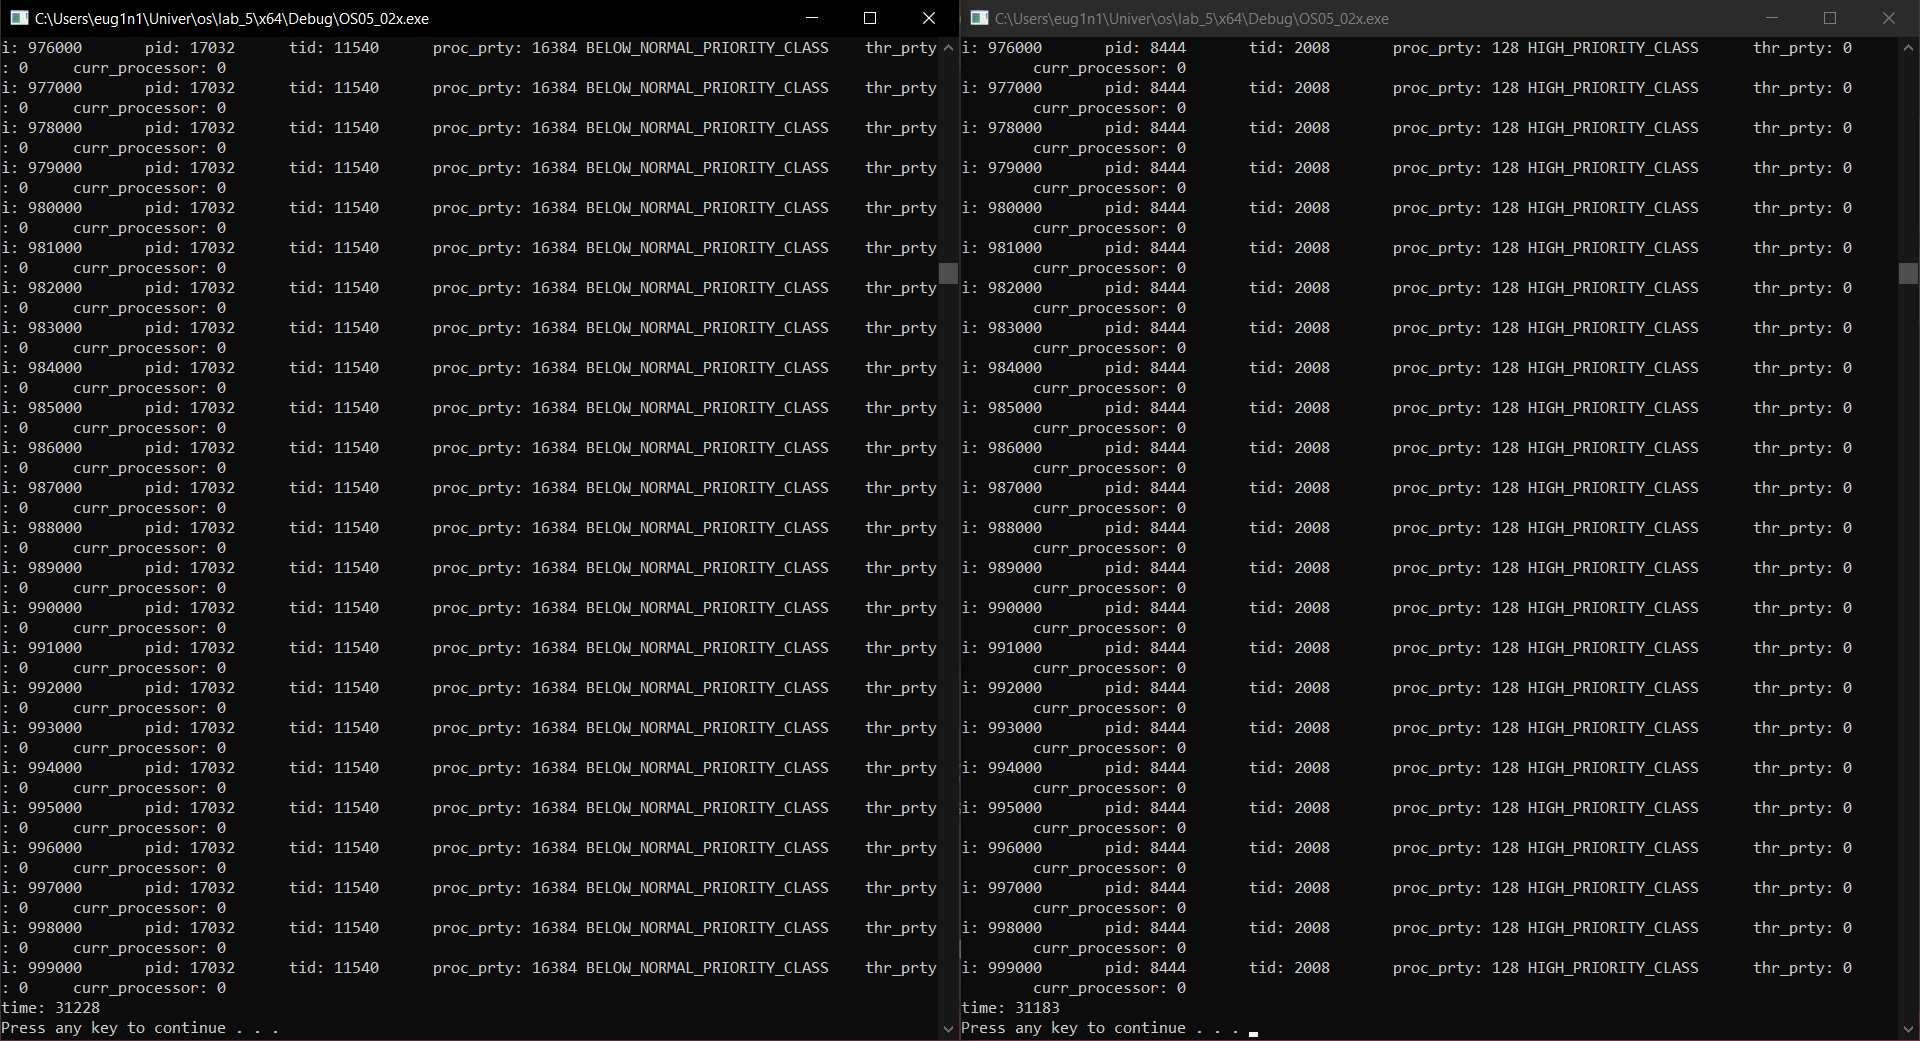 C:\Users\eug1n1\Univer\os\lab_5\x64\Debug\OS05_02x.exe
i: 976000 pid: 17032 tid: 11540 proc_prty: 16384 BELOW_NORMAL_PRIORITY_CLASS thr_prty
: 0 curr_processor: 0
i: 977000 pid: 17032 tid: 11540 proc_prty: 16384 BELOW_NORMAL_PRIORITY_CLASS thr_prty
: 0 curr_processor: 0
i: 978000 pid: 17032 tid: 11540 proc_prty: 16384 BELOW_NORMAL_PRIORITY_CLASS thr_prty
: 0 curr_processor: 0
i: 979000 pid: 17032 tid: 11540 proc_prty: 16384 BELOW_NORMAL_PRIORITY_CLASS thr_prty
: 0 curr_processor: 0
i: 980000 pid: 17032 tid: 11540 proc_prty: 16384 BELOW_NORMAL_PRIORITY_CLASS thr_prty
: 0 curr_processor: 0
i: 981000 pid: 17032 tid: 11540 proc_prty: 16384 BELOW_NORMAL_PRIORITY_CLASS thr_prty
: 0 curr_processor: 0
i: 982000 pid: 17032 tid: 11540 proc_prty: 16384 BELOW_NORMAL_PRIORITY_CLASS thr_prty
: 0 curr_processor: 0
i: 983000 pid: 17032 tid: 11540 proc_prty: 16384 BELOW_NORMAL_PRIORITY_CLASS thr_prty
: 0 curr_processor: 0
i: 984000 pid: 17032 tid: 11540 proc_prty: 16384 BELOW_NORMAL_PRIORITY_CLASS thr_prty
: 0 curr_processor: 0
i: 985000 pid: 17032 tid: 11540 proc_prty: 16384 BELOW_NORMAL_PRIORITY_CLASS thr_prty
: 0 curr_processor: 0
i: 986000 pid: 17032 tid: 11540 proc_prty: 16384 BELOW_NORMAL_PRIORITY_CLASS thr_prty
: 0 curr_processor: 0
i: 987000 pid: 17032 tid: 11540 proc_prty: 16384 BELOW_NORMAL_PRIORITY_CLASS thr_prty
: 0 curr_processor: 0
i: 988000 pid: 17032 tid: 11540 proc_prty: 16384 BELOW_NORMAL_PRIORITY_CLASS thr_prty
: 0 curr_processor: 0
i: 989000 pid: 17032 tid: 11540 proc_prty: 16384 BELOW_NORMAL_PRIORITY_CLASS thr_prty
: 0 curr_processor: 0
i: 990000 pid: 17032 tid: 11540 proc_prty: 16384 BELOW_NORMAL_PRIORITY_CLASS thr_prty
: 0 curr_processor: 0
i: 991000 pid: 17032 tid: 11540 proc_prty: 16384 BELOW_NORMAL_PRIORITY_CLASS thr_prty
: 0 curr_processor: 0
i: 992000 pid: 17032 tid: 11540 proc_prty: 16384 BELOW_NORMAL_PRIORITY_CLASS thr_prty
: 0 curr_processor: 0
i: 993000 pid: 17032 tid: 11540 proc_prty: 16384 BELOW_NORMAL_PRIORITY_CLASS thr_prty
: 0 curr_processor: 0
i: 994000 pid: 17032 tid: 11540 proc_prty: 16384 BELOW_NORMAL_PRIORITY_CLASS thr_prty
: 0 curr_processor: 0
i: 995000 pid: 17032 tid: 11540 proc_prty: 16384 BELOW_NORMAL_PRIORITY_CLASS thr_prty
: 0 curr_processor: 0
i: 996000 pid: 17032 tid: 11540 proc_prty: 16384 BELOW_NORMAL_PRIORITY_CLASS thr_prty
: 0 curr_processor: 0
i: 997000 pid: 17032 tid: 11540 proc_prty: 16384 BELOW_NORMAL_PRIORITY_CLASS thr_prty
: 0 curr_processor: 0
i: 998000 pid: 17032 tid: 11540 proc_prty: 16384 BELOW_NORMAL_PRIORITY_CLASS thr_prty
: 0 curr_processor: 0
i: 999000 pid: 17032 tid: 11540 proc_prty: 16384 BELOW_NORMAL_PRIORITY_CLASS thr_prty
: 0 curr_processor: 0
time: 31228
Press any key to continue . . .
C:\Users\eug1n1\Univer\os\lab_5\x64\Debug\OS05_02x.exe
i: 976000 pid: 8444 tid: 2008 proc_prty: 128 HIGH_PRIORITY_CLASS thr_prty: 0
curr_processor: 0
i: 977000 pid: 8444 tid: 2008 proc_prty: 128 HIGH_PRIORITY_CLASS thr_prty: 0
curr_processor: 0
i: 978000 pid: 8444 tid: 2008 proc_prty: 128 HIGH_PRIORITY_CLASS thr_prty: 0
curr_processor: 0
i: 979000 pid: 8444 tid: 2008 proc_prty: 128 HIGH_PRIORITY_CLASS thr_prty: 0
curr_processor: 0
i: 980000 pid: 8444 tid: 2008 proc_prty: 128 HIGH_PRIORITY_CLASS thr_prty: 0
curr_processor: 0
i: 981000 pid: 8444 tid: 2008 proc_prty: 128 HIGH_PRIORITY_CLASS thr_prty: 0
curr_processor: 0
i: 982000 pid: 8444 tid: 2008 proc_prty: 128 HIGH_PRIORITY_CLASS thr_prty: 0
curr_processor: 0
i: 983000 pid: 8444 tid: 2008 proc_prty: 128 HIGH_PRIORITY_CLASS thr_prty: 0
curr_processor: 0
i: 984000 pid: 8444 tid: 2008 proc_prty: 128 HIGH_PRIORITY_CLASS thr_prty: 0
curr_processor: 0
i: 985000 pid: 8444 tid: 2008 proc_prty: 128 HIGH_PRIORITY_CLASS thr_prty: 0
curr_processor: 0
i: 986000 pid: 8444 tid: 2008 proc_prty: 128 HIGH_PRIORITY_CLASS thr_prty: 0
curr_processor: 0
i: 987000 pid: 8444 tid: 2008 proc_prty: 128 HIGH_PRIORITY_CLASS thr_prty: 0
curr_processor: 0
i: 988000 pid: 8444 tid: 2008 proc_prty: 128 HIGH_PRIORITY_CLASS thr_prty: 0
curr_processor: 0
i: 989000 pid: 8444 tid: 2008 proc_prty: 128 HIGH_PRIORITY_CLASS thr_prty: 0
curr_processor: 0
i: 990000 pid: 8444 tid: 2008 proc_prty: 128 HIGH_PRIORITY_CLASS thr_prty: 0
curr_processor: 0
i: 991000 pid: 8444 tid: 2008 proc_prty: 128 HIGH_PRIORITY_CLASS thr_prty: 0
curr_processor: 0
i: 992000 pid: 8444 tid: 2008 proc_prty: 128 HIGH_PRIORITY_CLASS thr_prty: 0
curr_processor: 0
i: 993000 pid: 8444 tid: 2008 proc_prty: 128 HIGH_PRIORITY_CLASS thr_prty: 0
curr_processor: 0
i: 994000 pid: 8444 tid: 2008 proc_prty: 128 HIGH_PRIORITY_CLASS thr_prty: 0
curr_processor: 0
i: 995000 pid: 8444 tid: 2008 proc_prty: 128 HIGH_PRIORITY_CLASS thr_prty: 0
curr_processor: 0
i: 996000 pid: 8444 tid: 2008 proc_prty: 128 HIGH_PRIORITY_CLASS thr_prty: 0
curr_processor: 0
i: 997000 pid: 8444 tid: 2008 proc_prty: 128 HIGH_PRIORITY_CLASS thr_prty: 0
curr_processor: 0
i: 998000 pid: 8444 tid: 2008 proc_prty: 128 HIGH_PRIORITY_CLASS thr_prty: 0
curr_processor: 0
i: 999000 pid: 8444 tid: 2008 proc_prty: 128 HIGH_PRIORITY_CLASS thr_prty: 0
curr_processor: 0
time: 31183
Press any key to continue . . .